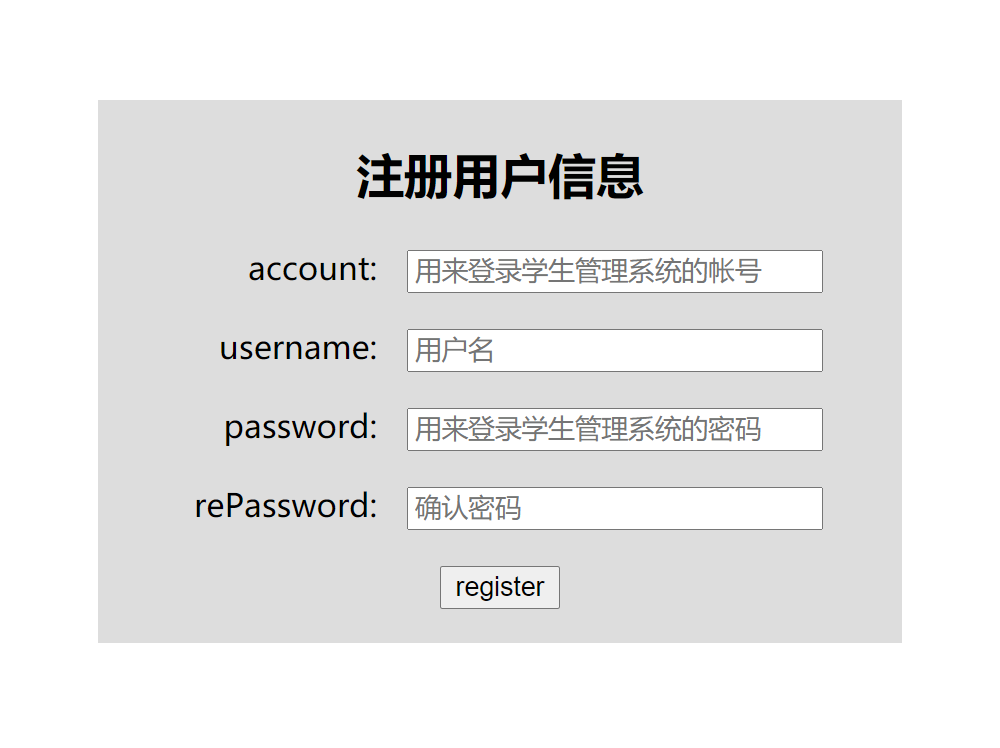 注册用户信息
account: 用来登录学生管理系统的帐号
username: 用户名
password: 用来登录学生管理系统的密码
rePassword: 确认密码
register